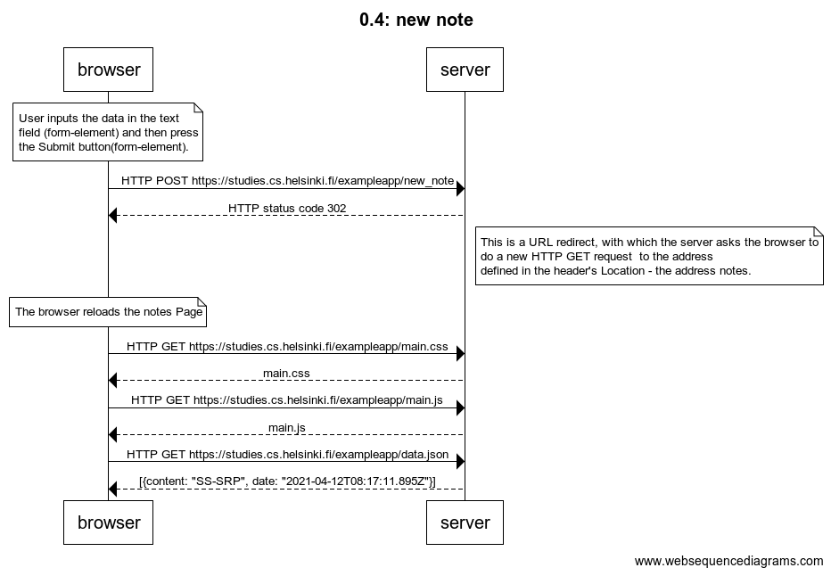 0.4: new note
browser
server
User inputs the data in the text
field (form-element) and then press
the Submit button(form-element).
HTTP POST https://studies.cs.helsinki.fi/exampleapp/new_note
HTTP status code 302
This is a URL redirect, with which the server asks the browser to
do a new HTTP GET request  to the address
defined in the header's Location - the address notes.
The browser reloads the notes Page
HTTP GET https://studies.cs.helsinki.fi/exampleapp/main.css
main.css
HTTP GET https://studies.cs.helsinki.fi/exampleapp/main.js
main.js
HTTP GET https://studies.cs.helsinki.fi/exampleapp/data.json
[{content: "SS-SRP", date: "2021-04-12T08:17:11.895Z"}]
browser
server
www.websequencediagrams.com